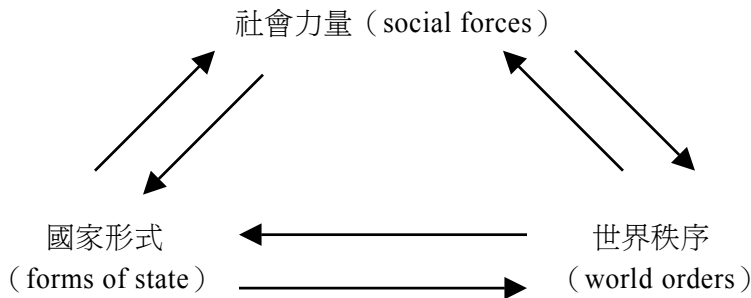 社會力量（social forces）
國家形式
（forms of state）
世界秩序
（world orders）